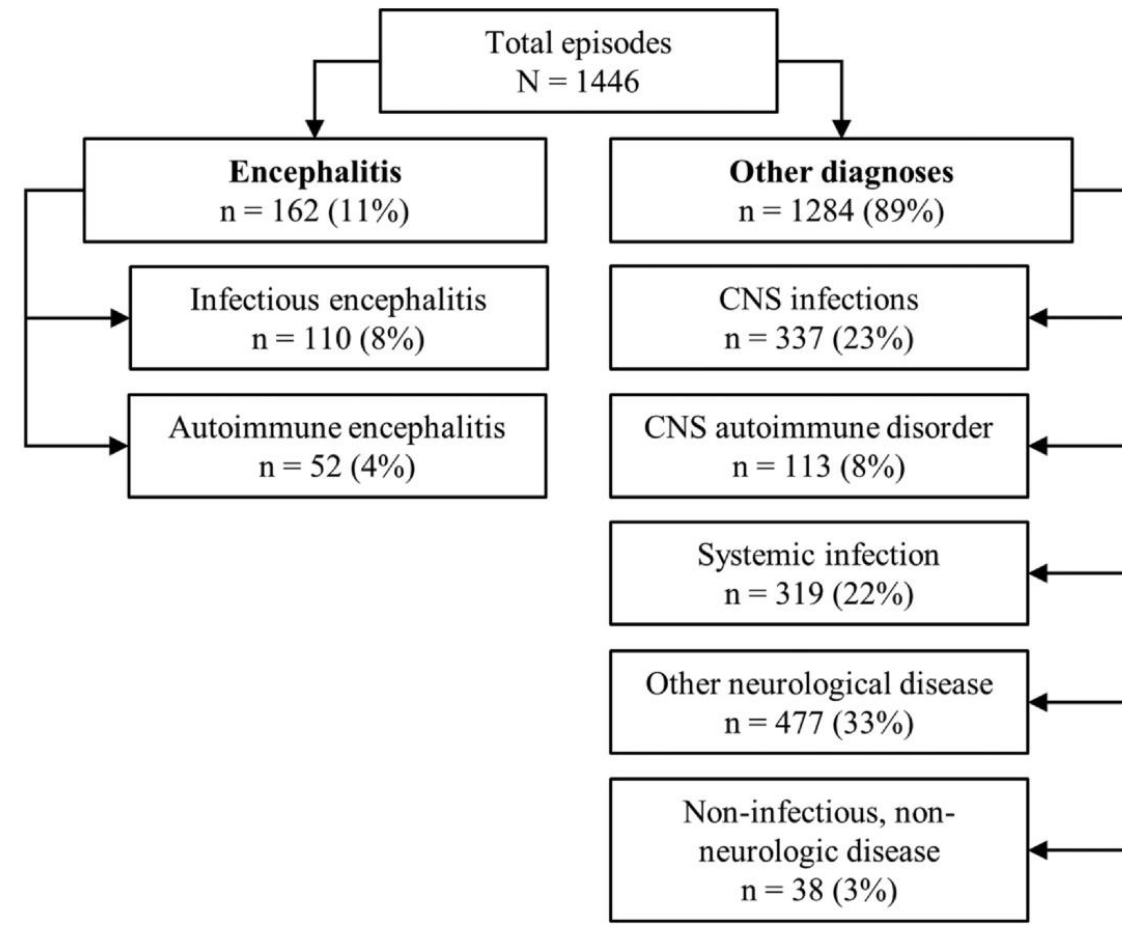 Total episodes
N = 1446
Encephalitis
n = 162 (11%)
Other diagnoses
n = 1284 (89%)
Infectious encephalitis
n = 110 (8%)
CNS infections
n = 337 (23%)
Autoimmune encephalitis
n = 52 (4%)
CNS autoimmune disorder
n = 113 (8%)
Systemic infection
n = 319 (22%)
Other neurological disease
n = 477 (33%)
Non-infectious, non-
neurologic disease
n = 38 (3%)